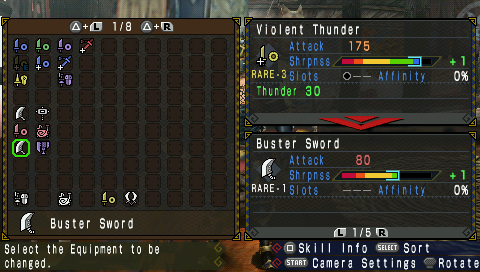 +L 1/8 +R
Buster Sword
Select the Equipment to be
changed.
Violent Thunder
Attack 175
Shrpnss +1
RARE-3 Slots --- Affinity 0%
Thunder 30
Buster Sword
Attack 80
Shrpnss +1
RARE-1 Slots --- Affinity 0%
L 1/5 R
Skill Info SELECT Sort
START Camera Settings Rotate